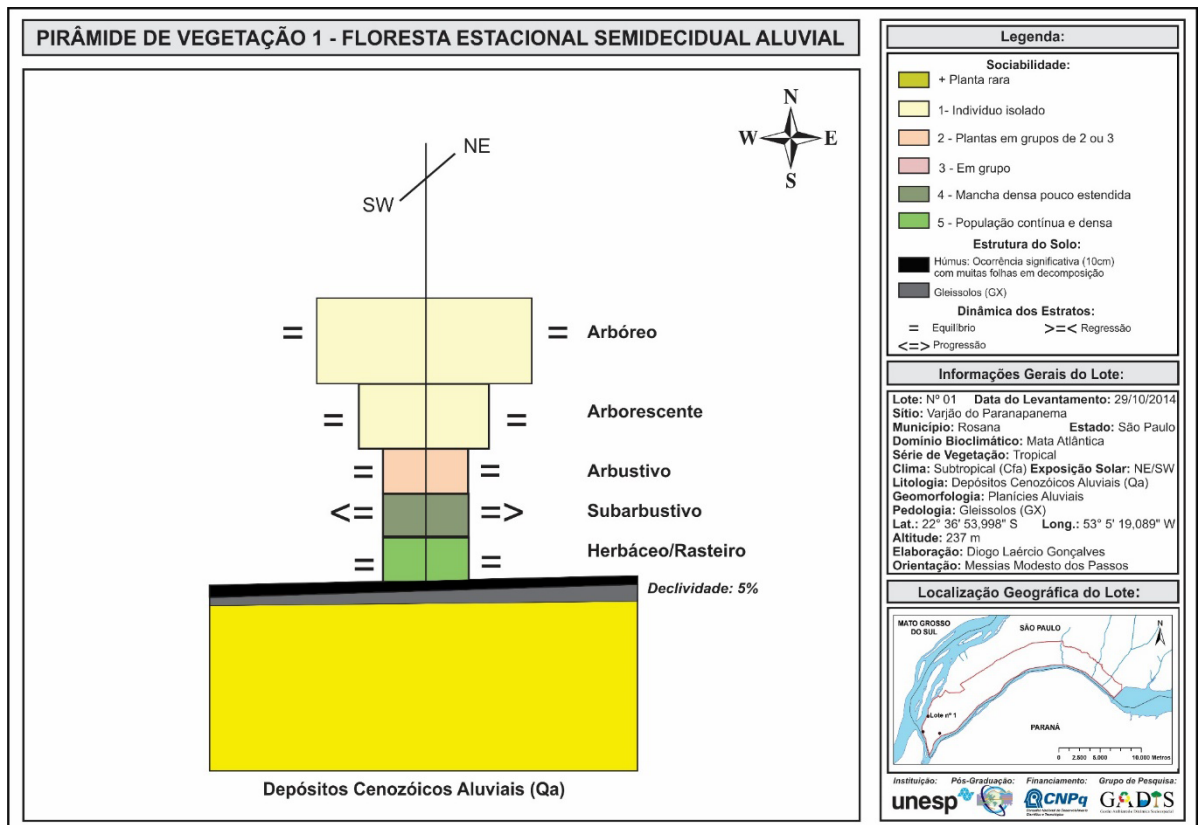 PIRÂMIDE DE VEGETAÇÃO 1 - FLORESTA ESTACIONAL SEMIDECIDUAL ALUVIAL
N
W E
S
NE
SW
= = Arbóreo
= = Arborescente
= = Arbustivo
<= => Subarbustivo
= = Herbáceo/Rasteiro
Declividade: 5%
Depósitos Cenozóicos Aluviais (Qa)
Legenda:
Sociabilidade:
+ Planta rara
1- Indivíduo isolado
2 - Plantas em grupos de 2 ou 3
3 - Em grupo
4 - Mancha densa pouco estendida
5 - População contínua e densa
Estrutura do Solo:
Húmus: Ocorrência significativa (10cm)
com muitas folhas em decomposição
Gleissolos (GX)
Dinâmica dos Estratos:
= Equilíbrio >=< Regressão
<=> Progressão
Informações Gerais do Lote:
Lote: Nº 01 Data do Levantamento: 29/10/2014
Sítio: Varjão do Paranapanema
Município: Rosana Estado: São Paulo
Domínio Bioclimático: Mata Atlântica
Série de Vegetação: Tropical
Clima: Subtropical (Cfa) Exposição Solar: NE/SW
Litologia: Depósitos Cenozóicos Aluviais (Qa)
Geomorfologia: Planícies Aluviais
Pedologia: Gleissolos (GX)
Lat.: 22° 36' 53,998" S Long.: 53° 5' 19,089" W
Altitude: 237 m
Elaboração: Diogo Laércio Gonçalves
Orientação: Messias Modesto dos Passos
Localização Geográfica do Lote:
MATO GROSSO
DO SUL
SÃO PAULO
N
Lote nº 1
PARANÁ
0 2.500 5.000 10.000 Metros
Instituição: Pós-Graduação: Financiamento: Grupo de Pesquisa:
unesp CNPq GADIS